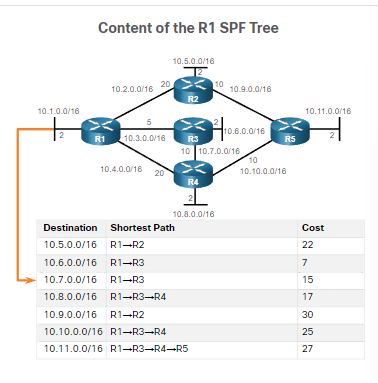 Content of the R1 SPF Tree
10.5.0.0/16
2
10.2.0.0/16 20 10 10.9.0.0/16
R2
10.1.0.0/16 10.11.0.0/16
5 2 10.6.0.0/16
2 R1 10.3.0.0/16 R3 R5 2
10 10.7.0.0/16
10.4.0.0/16 20 10
10.10.0.0/16
R4
2
10.8.0.0/16
Destination Shortest Path Cost
10.5.0.0/16 R1→R2 22
10.6.0.0/16 R1→R3 7
10.7.0.0/16 R1→R3 15
10.8.0.0/16 R1→R3→R4 17
10.9.0.0/16 R1→R2 30
10.10.0.0/16 R1→R3→R4 25
10.11.0.0/16 R1→R3→R4→R5 27